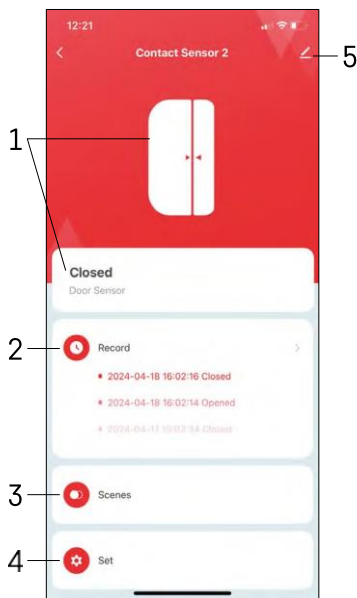 12:21
Contact Sensor 2
5
1
Closed
Door Sensor
2
Record
2024-04-18 16:02:16 Closed
2024-04-18 16:02:14 Opened
3
Scenes
4
Set